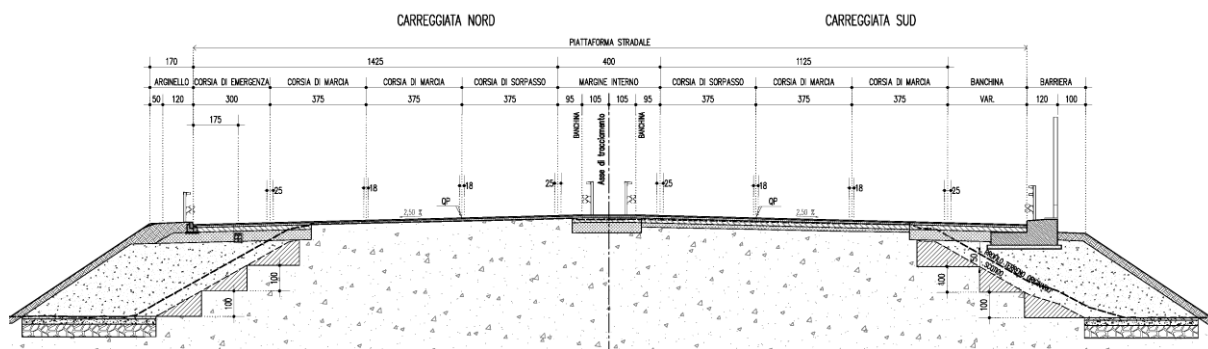 CARREGGIATA NORD CARREGGIATA SUD
PIATTAFORMA STRADALE
170 1425 400 1125
ARGINELLO CORSIA DI EMERGENZA CORSIA DI MARCIA CORSIA DI MARCIA CORSIA DI SORPASSO MARGINE INTERNO CORSIA DI SORPASSO CORSIA DI MARCIA CORSIA DI MARCIA BANCHINA BARRIERA
50 120 300 375 375 375 95 105 105 95 375 375 375 VAR. 120 100
175
BANCHINA
Asse di tracciamento
BANCHINA
25 18 18 25 25 18 18 25
QP QP
2,50 % 2,50 %
100
100
PROFILO TERRENO
100
100